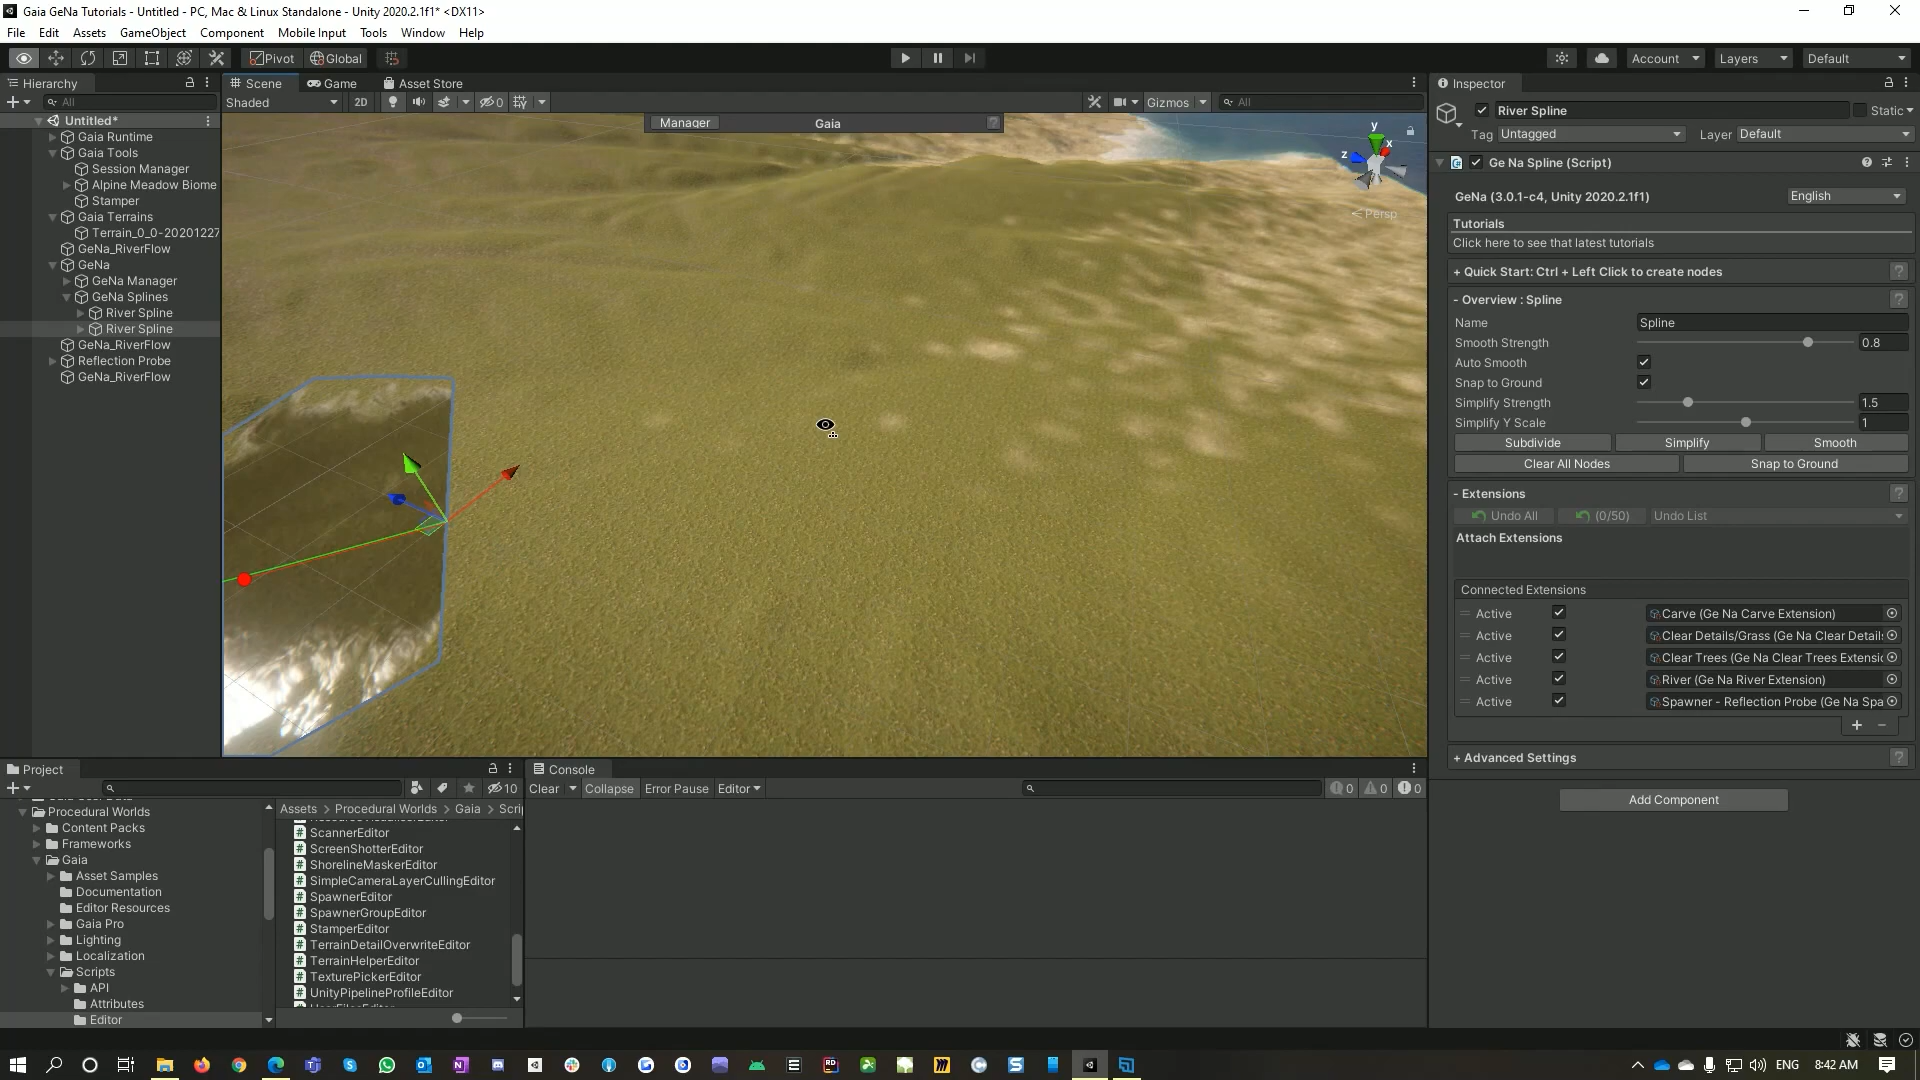 Gaia GeNa Tutorials - Untitled - PC, Mac & Linux Standalone - Unity 2020.2.1f1* <DX11>
File Edit Assets GameObject Component Mobile Input Tools Window Help
Pivot Global Account Layers Default
Hierarchy
All
Untitled*
Gaia Runtime
Gaia Tools
Session Manager
Alpine Meadow Biome
Stamper
Gaia Terrains
Terrain_0_0-20201227
GeNa_RiverFlow
GeNa
GeNa Manager
GeNa Splines
River Spline
River Spline
GeNa_RiverFlow
Reflection Probe
GeNa_RiverFlow
Scene Game Asset Store
Shaded 2D 0 Gizmos All
Manager Gaia
y
x
z
Persp
Inspector
River Spline Static
Tag Untagged Layer Default
Ge Na Spline (Script)
GeNa (3.0.1-c4, Unity 2020.2.1f1) English
Tutorials
Click here to see that latest tutorials
+ Quick Start: Ctrl + Left Click to create nodes ?
- Overview : Spline ?
Name Spline
Smooth Strength 0.8
Auto Smooth
Snap to Ground
Simplify Strength 1.5
Simplify Y Scale 1
Subdivide Simplify Smooth
Clear All Nodes Snap to Ground
- Extensions ?
Undo All (0/50) Undo List
Attach Extensions
Connected Extensions
Active Carve (Ge Na Carve Extension)
Active Clear Details/Grass (Ge Na Clear Details
Active Clear Trees (Ge Na Clear Trees Extensi
Active River (Ge Na River Extension)
Active Spawner - Reflection Probe (Ge Na Spa
+ -
+ Advanced Settings ?
Add Component
Project
10
Procedural Worlds
Content Packs
Frameworks
Gaia
Asset Samples
Documentation
Editor Resources
Gaia Pro
Lighting
Localization
Scripts
API
Attributes
Editor
Assets > Procedural Worlds > Gaia > Scri
ScannerEditor
ScreenShotterEditor
ShorelineMaskerEditor
SimpleCameraLayerCullingEditor
SpawnerEditor
SpawnerGroupEditor
StamperEditor
TerrainDetailOverwriteEditor
TerrainHelperEditor
TexturePickerEditor
UnityPipelineProfileEditor
Console
Clear Collapse Error Pause Editor 0 0 0
ENG 8:42 AM